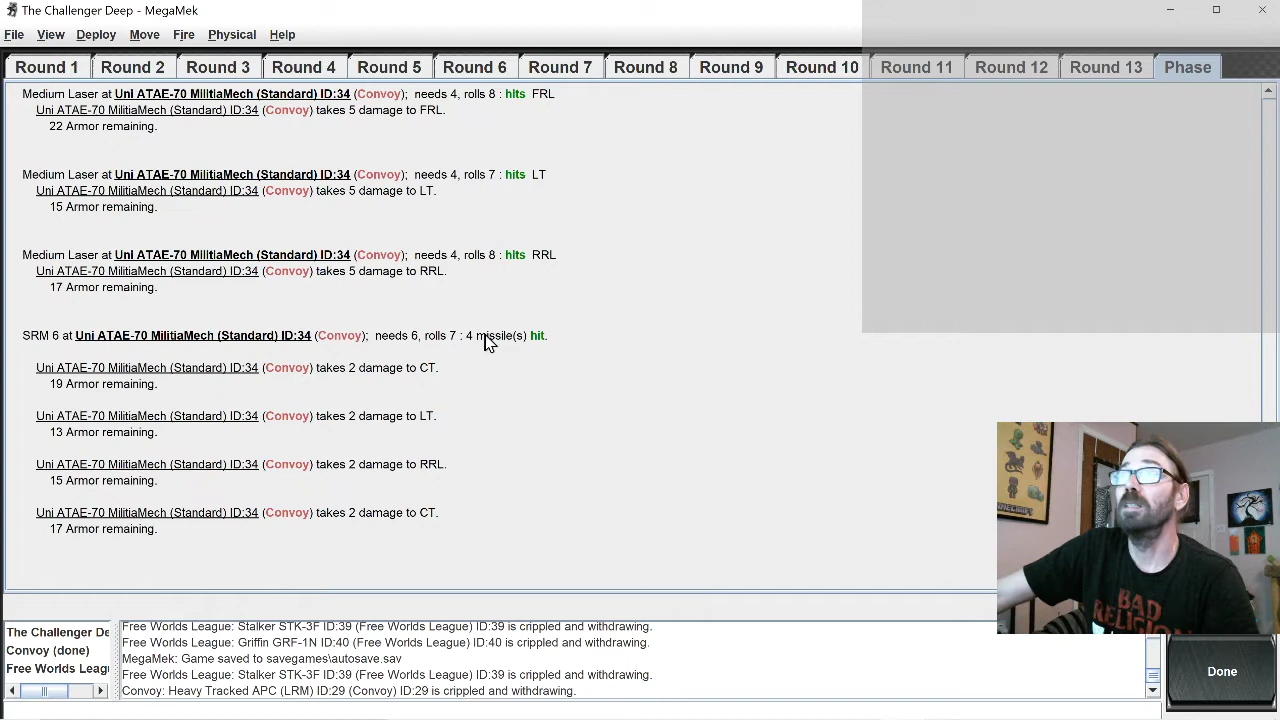 The Challenger Deep - MegaMek
File View Deploy Move Fire Physical Help
Round 1 Round 2 Round 3 Round 4 Round 5 Round 6 Round 7 Round 8 Round 9 Round 10 Round 11 Round 12 Round 13 Phase
Medium Laser at Uni ATAE-70 MilitiaMech (Standard) ID:34 (Convoy); needs 4, rolls 8 : hits FRL
Uni ATAE-70 MilitiaMech (Standard) ID:34 (Convoy) takes 5 damage to FRL.
22 Armor remaining.
Medium Laser at Uni ATAE-70 MilitiaMech (Standard) ID:34 (Convoy); needs 4, rolls 7 : hits LT
Uni ATAE-70 MilitiaMech (Standard) ID:34 (Convoy) takes 5 damage to LT.
15 Armor remaining.
Medium Laser at Uni ATAE-70 MilitiaMech (Standard) ID:34 (Convoy); needs 4, rolls 8 : hits RRL
Uni ATAE-70 MilitiaMech (Standard) ID:34 (Convoy) takes 5 damage to RRL.
17 Armor remaining.
SRM 6 at Uni ATAE-70 MilitiaMech (Standard) ID:34 (Convoy); needs 6, rolls 7 : 4 missile(s) hit.
Uni ATAE-70 MilitiaMech (Standard) ID:34 (Convoy) takes 2 damage to CT.
19 Armor remaining.
Uni ATAE-70 MilitiaMech (Standard) ID:34 (Convoy) takes 2 damage to LT.
13 Armor remaining.
Uni ATAE-70 MilitiaMech (Standard) ID:34 (Convoy) takes 2 damage to RRL.
15 Armor remaining.
Uni ATAE-70 MilitiaMech (Standard) ID:34 (Convoy) takes 2 damage to CT.
17 Armor remaining.
BAD
RELIGION
The Challenger De
Convoy (done)
Free Worlds Leag
Free Worlds League: Stalker STK-3F ID:39 (Free Worlds League) ID:39 is crippled and withdrawing.
Free Worlds League: Griffin GRF-1N ID:40 (Free Worlds League) ID:40 is crippled and withdrawing.
MegaMek: Game saved to savegames\autosave.sav
Free Worlds League: Stalker STK-3F ID:39 (Free Worlds League) ID:39 is crippled and withdrawing.
Convoy: Heavy Tracked APC (LRM) ID:29 (Convoy) ID:29 is crippled and withdrawing.
Done